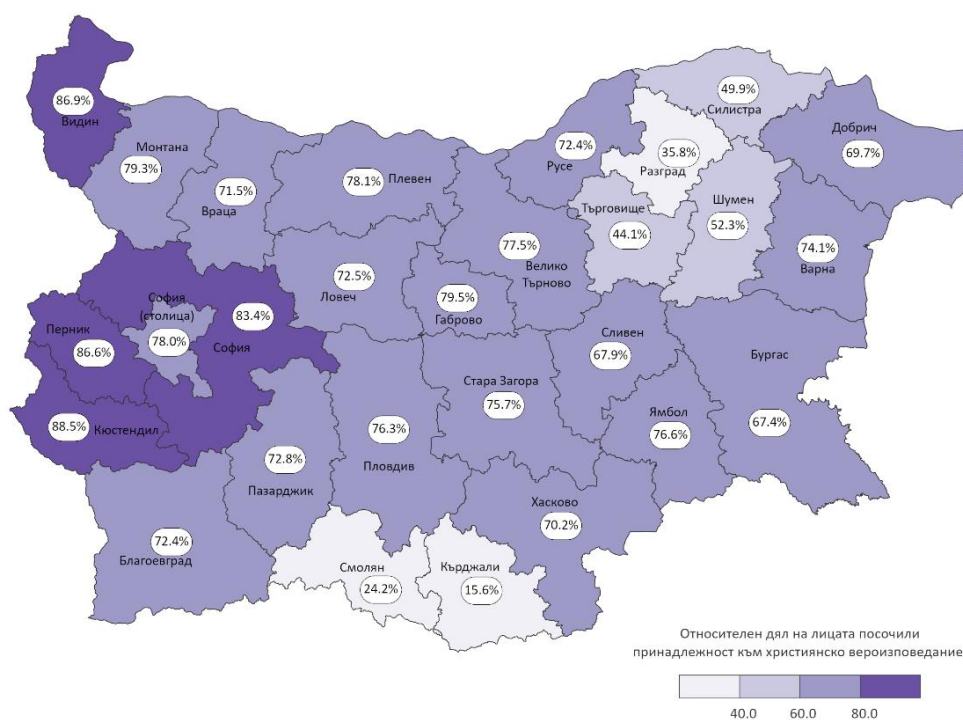 86.9%
Видин
Монтана
79.3%
71.5%
Враца
78.1%
Плевен
72.4%
Русе
49.9%
Силистра
35.8%
Разград
Добрич
69.7%
Търговище
44.1%
Шумен
52.3%
74.1%
Варна
77.5%
Велико
Търново
72.5%
Ловеч
79.5%
Габрово
София
(столица)
78.0%
83.4%
София
Перник
86.6%
88.5%
Кюстендил
Сливен
67.9%
Бургас
67.4%
Стара Загора
75.7%
Ямбол
76.6%
76.3%
Пловдив
72.8%
Пазарджик
Хасково
70.2%
72.4%
Благоевград
Смолян
24.2%
Кърджали
15.6%
Относителен дял на лицата посочили
принадлежност към християнско вероизповедание
40.0 60.0 80.0